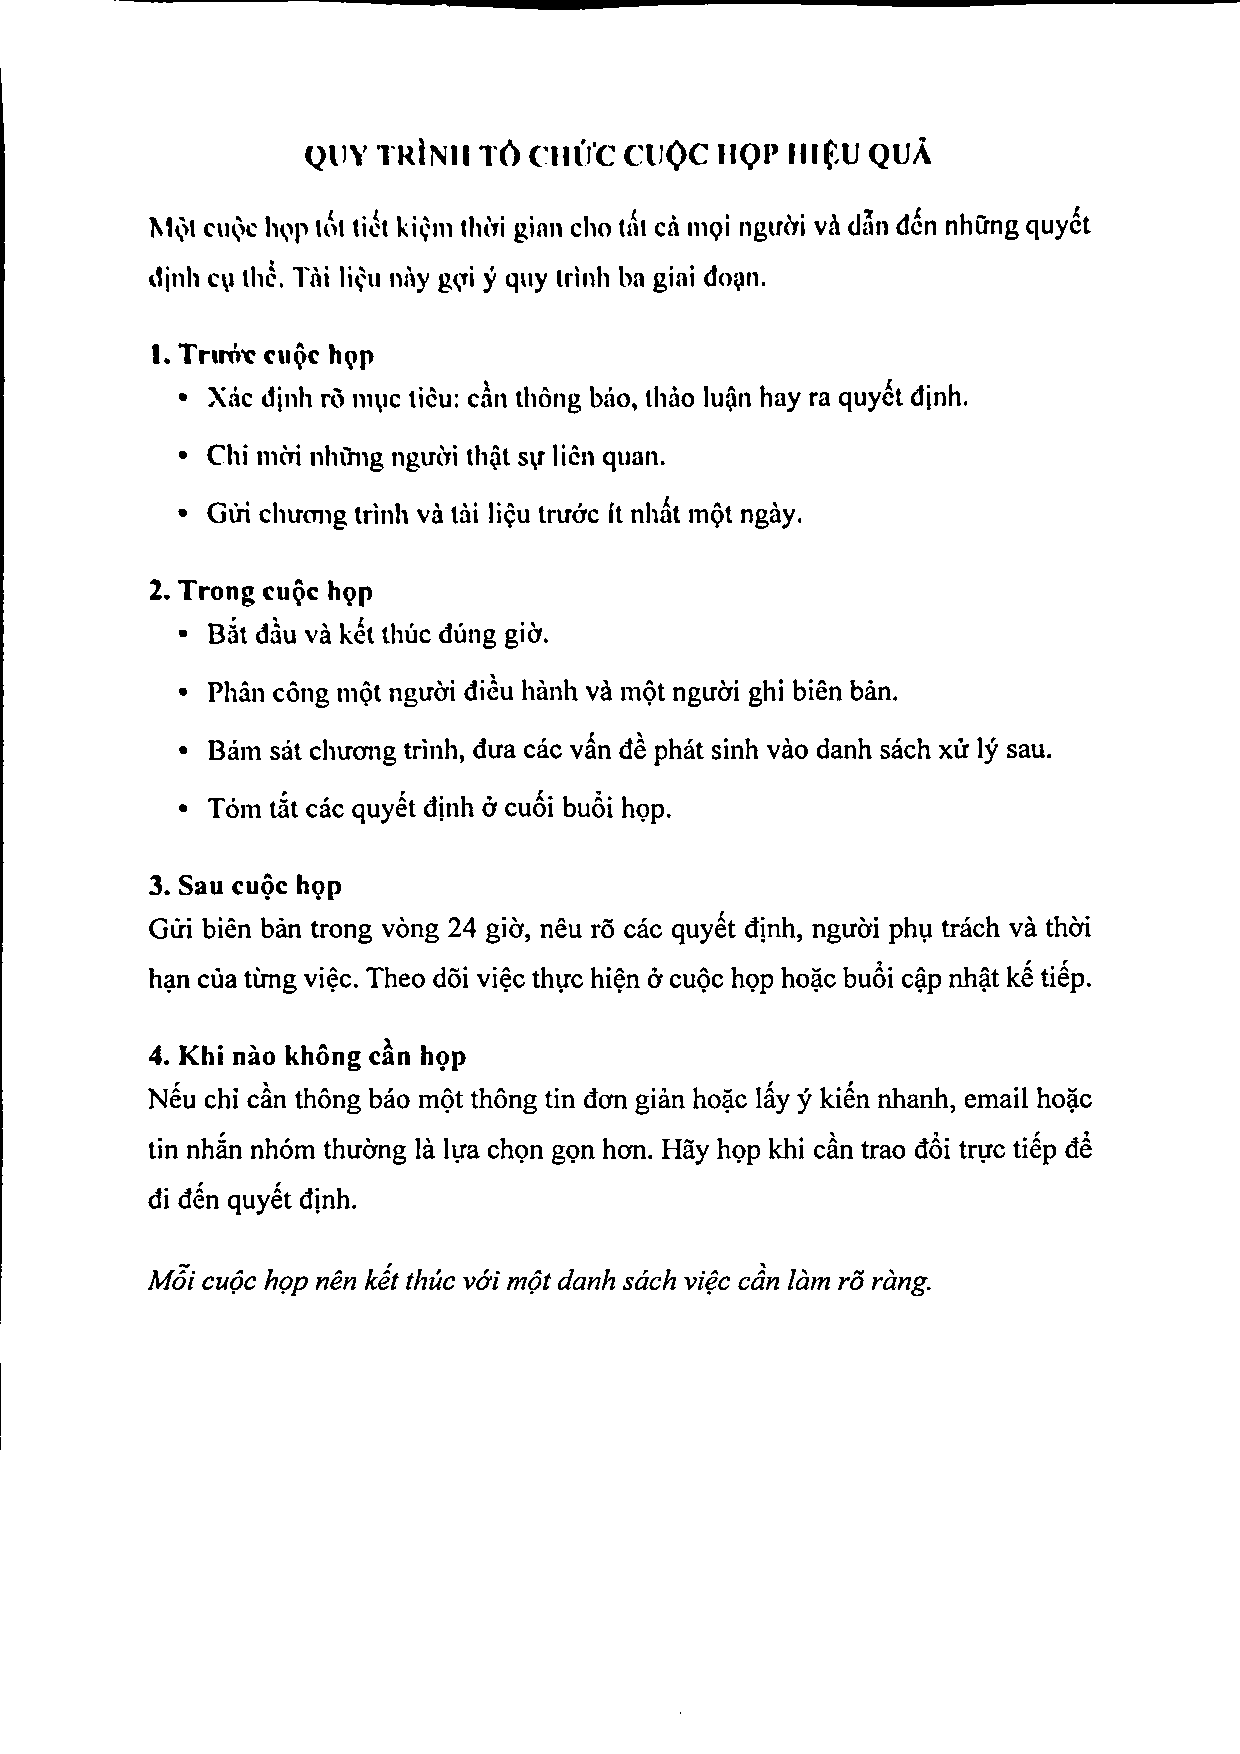 QUY TRÌNH TỔ CHỨC CUỘC HỌP HIỆU QUẢ
Một cuộc họp tốt tiết kiệm thời gian cho tất cả mọi người và dẫn đến những quyết
định cụ thể. Tài liệu này gợi ý quy trình ba giai đoạn.
1. Trước cuộc họp
• Xác định rõ mục tiêu: cần thông báo, thảo luận hay ra quyết định.
• Chỉ mời những người thật sự liên quan.
• Gửi chương trình và tài liệu trước ít nhất một ngày.
2. Trong cuộc họp
• Bắt đầu và kết thúc đúng giờ.
• Phân công một người điều hành và một người ghi biên bản.
• Bám sát chương trình, đưa các vấn đề phát sinh vào danh sách xử lý sau.
• Tóm tắt các quyết định ở cuối buổi họp.
3. Sau cuộc họp
Gửi biên bản trong vòng 24 giờ, nêu rõ các quyết định, người phụ trách và thời
hạn của từng việc. Theo dõi việc thực hiện ở cuộc họp hoặc buổi cập nhật kế tiếp.
4. Khi nào không cần họp
Nếu chỉ cần thông báo một thông tin đơn giản hoặc lấy ý kiến nhanh, email hoặc
tin nhắn nhóm thường là lựa chọn gọn hơn. Hãy họp khi cần trao đổi trực tiếp để
đi đến quyết định.
Mỗi cuộc họp nên kết thúc với một danh sách việc cần làm rõ ràng.